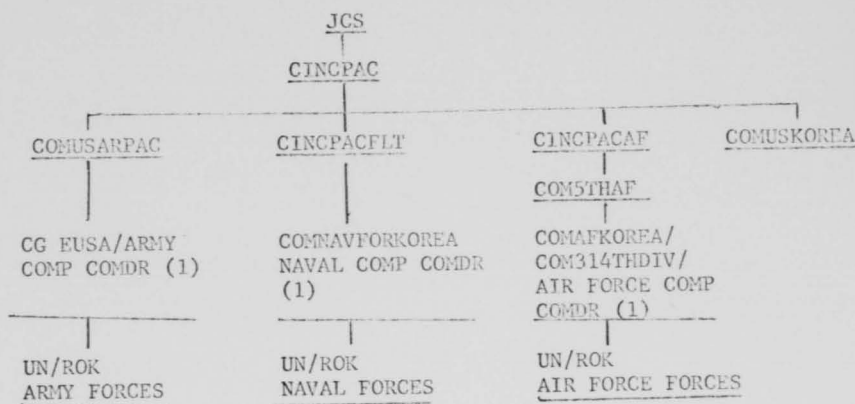 JCS
CINCPAC
COMUSARPAC CINCPACFLT CINCPACAF COMUSKOREA
COM5THAF
CG EUSA/ARMY
COMP COMDR (1)
COMNAVFORKOREA
NAVAL COMP COMDR
(1)
COMAFKOREA/
COM314THDIV/
AIR FORCE COMP
COMDR (1)
UN/ROK
ARMY FORCES
UN/ROK
NAVAL FORCES
UN/ROK
AIR FORCE FORCES